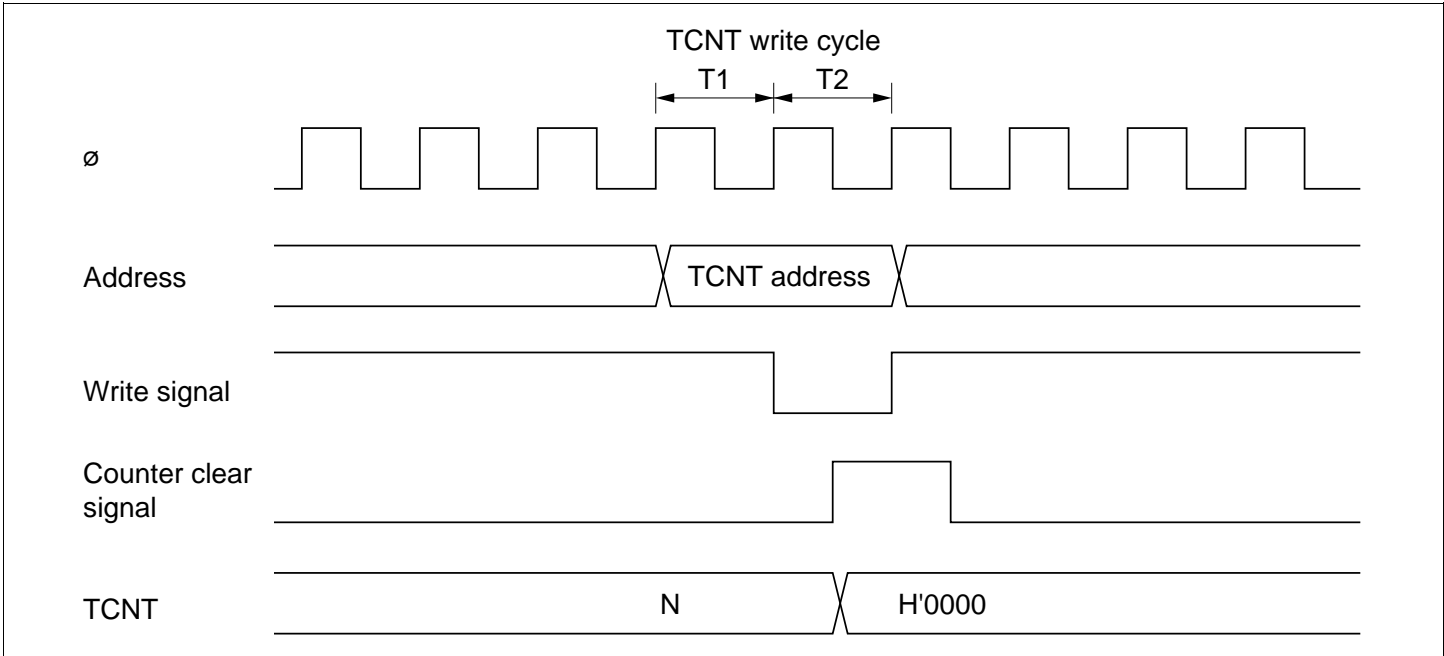 TCNT write cycle
T1 T2
ø
Address
TCNT address
Write signal
Counter clear
signal
TCNT
N
H'0000